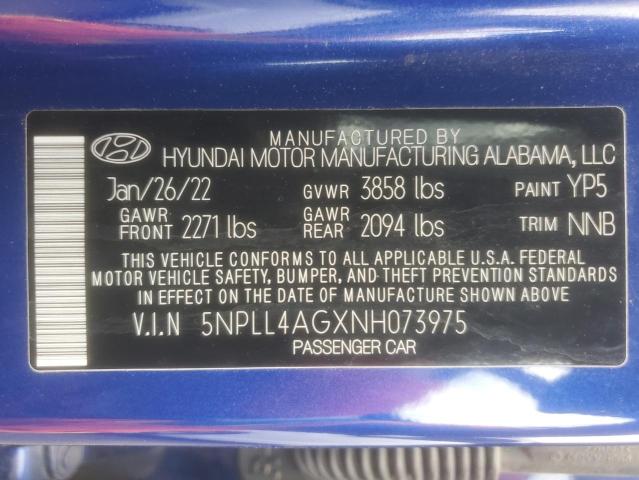 MANUFACTURED BY
HYUNDAI MOTOR MANUFACTURING ALABAMA, LLC
Jan/26/22 GVWR 3858 lbs PAINT YP5
GAWR FRONT 2271 lbs GAWR REAR 2094 lbs TRIM NNB
THIS VEHICLE CONFORMS TO ALL APPLICABLE U.S.A. FEDERAL
MOTOR VEHICLE SAFETY, BUMPER, AND THEFT PREVENTION STANDARDS
IN EFFECT ON THE DATE OF MANUFACTURE SHOWN ABOVE
V.I.N 5NPLL4AGXNH073975
PASSENGER CAR